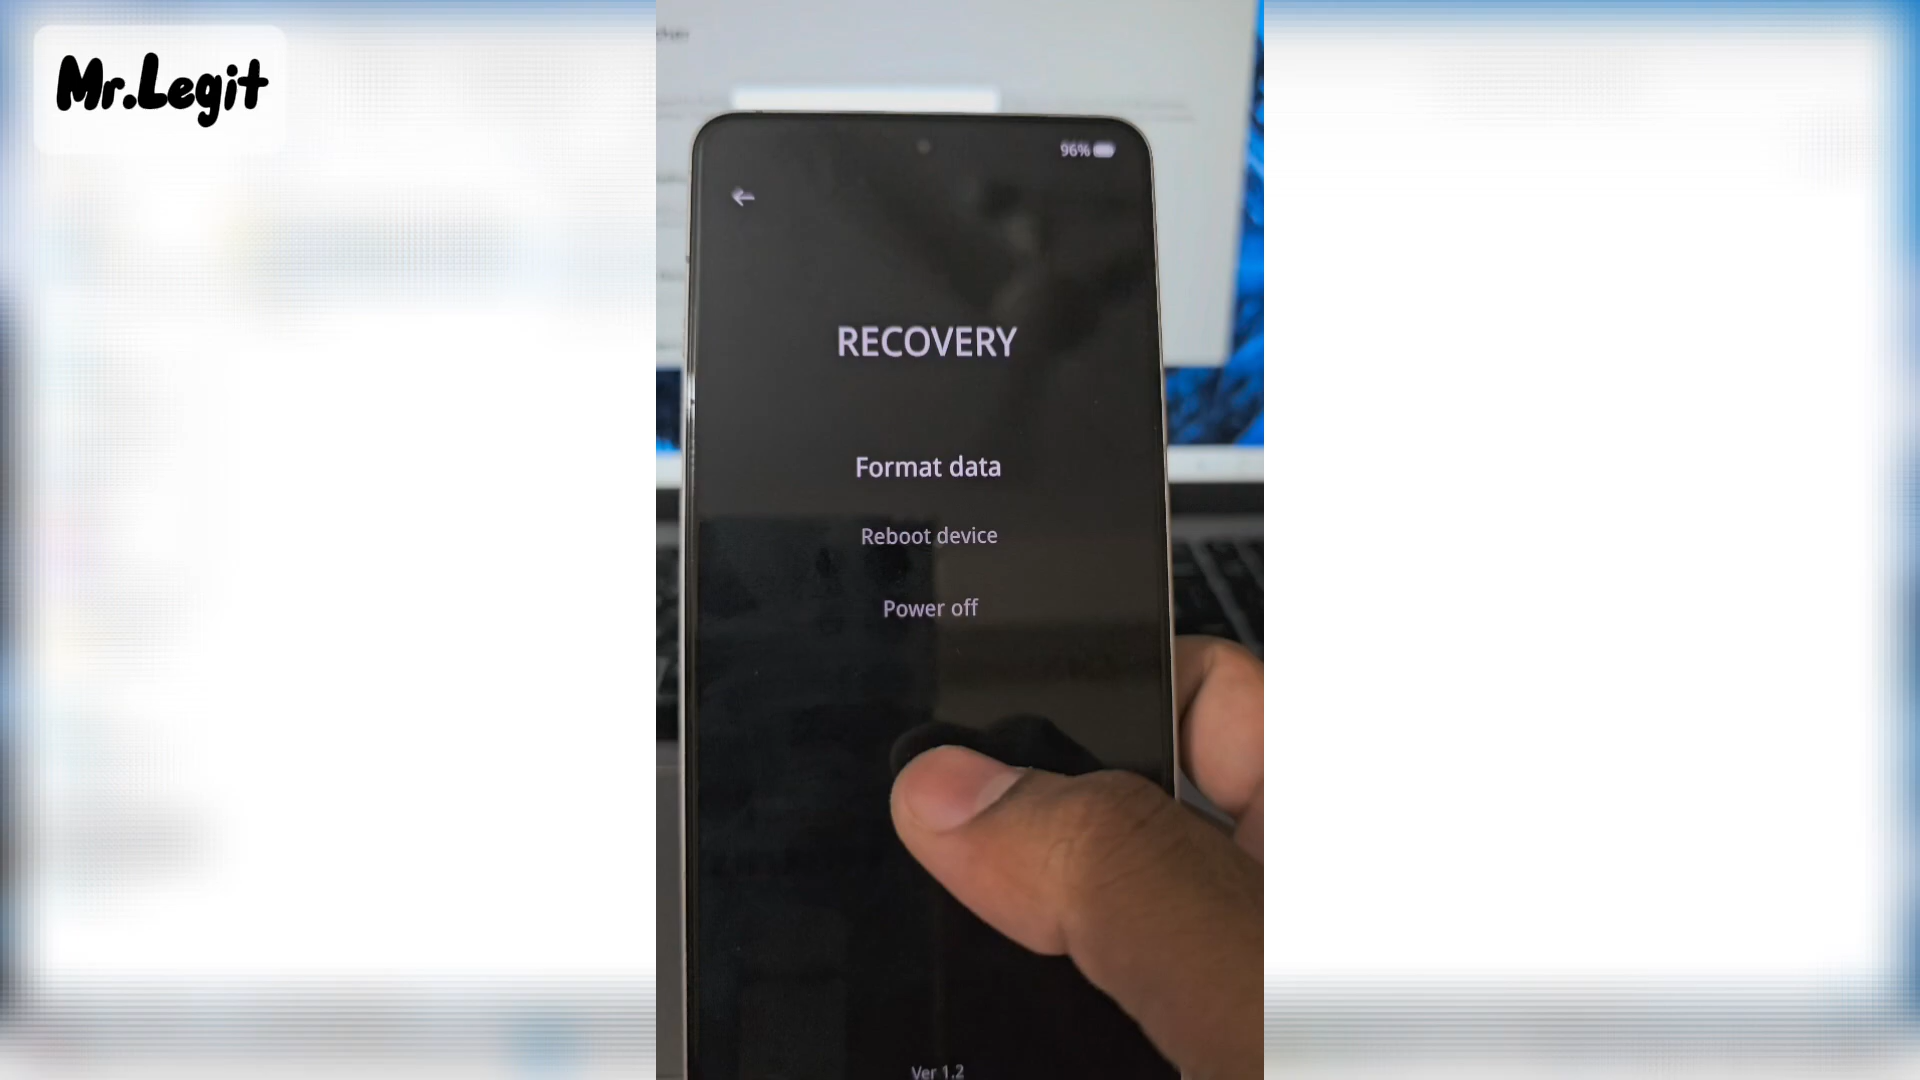 Mr.Legit
96%
RECOVERY
Format data
Reboot device
Power off
Ver 1.2